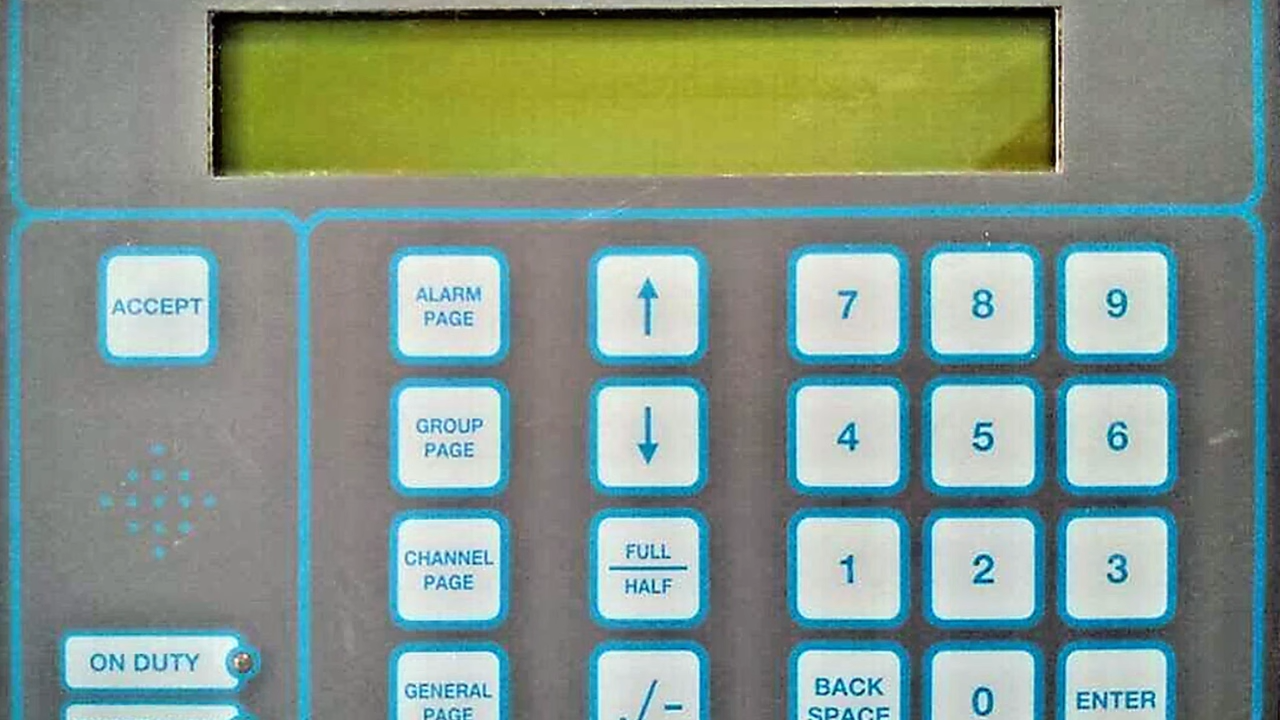 ACCEPT
ALARM
PAGE
7
8
9
GROUP
PAGE
4
5
6
CHANNEL
PAGE
FULL
HALF
1
2
3
ON DUTY
GENERAL
PAGE
./-
BACK
SPACE
0
ENTER